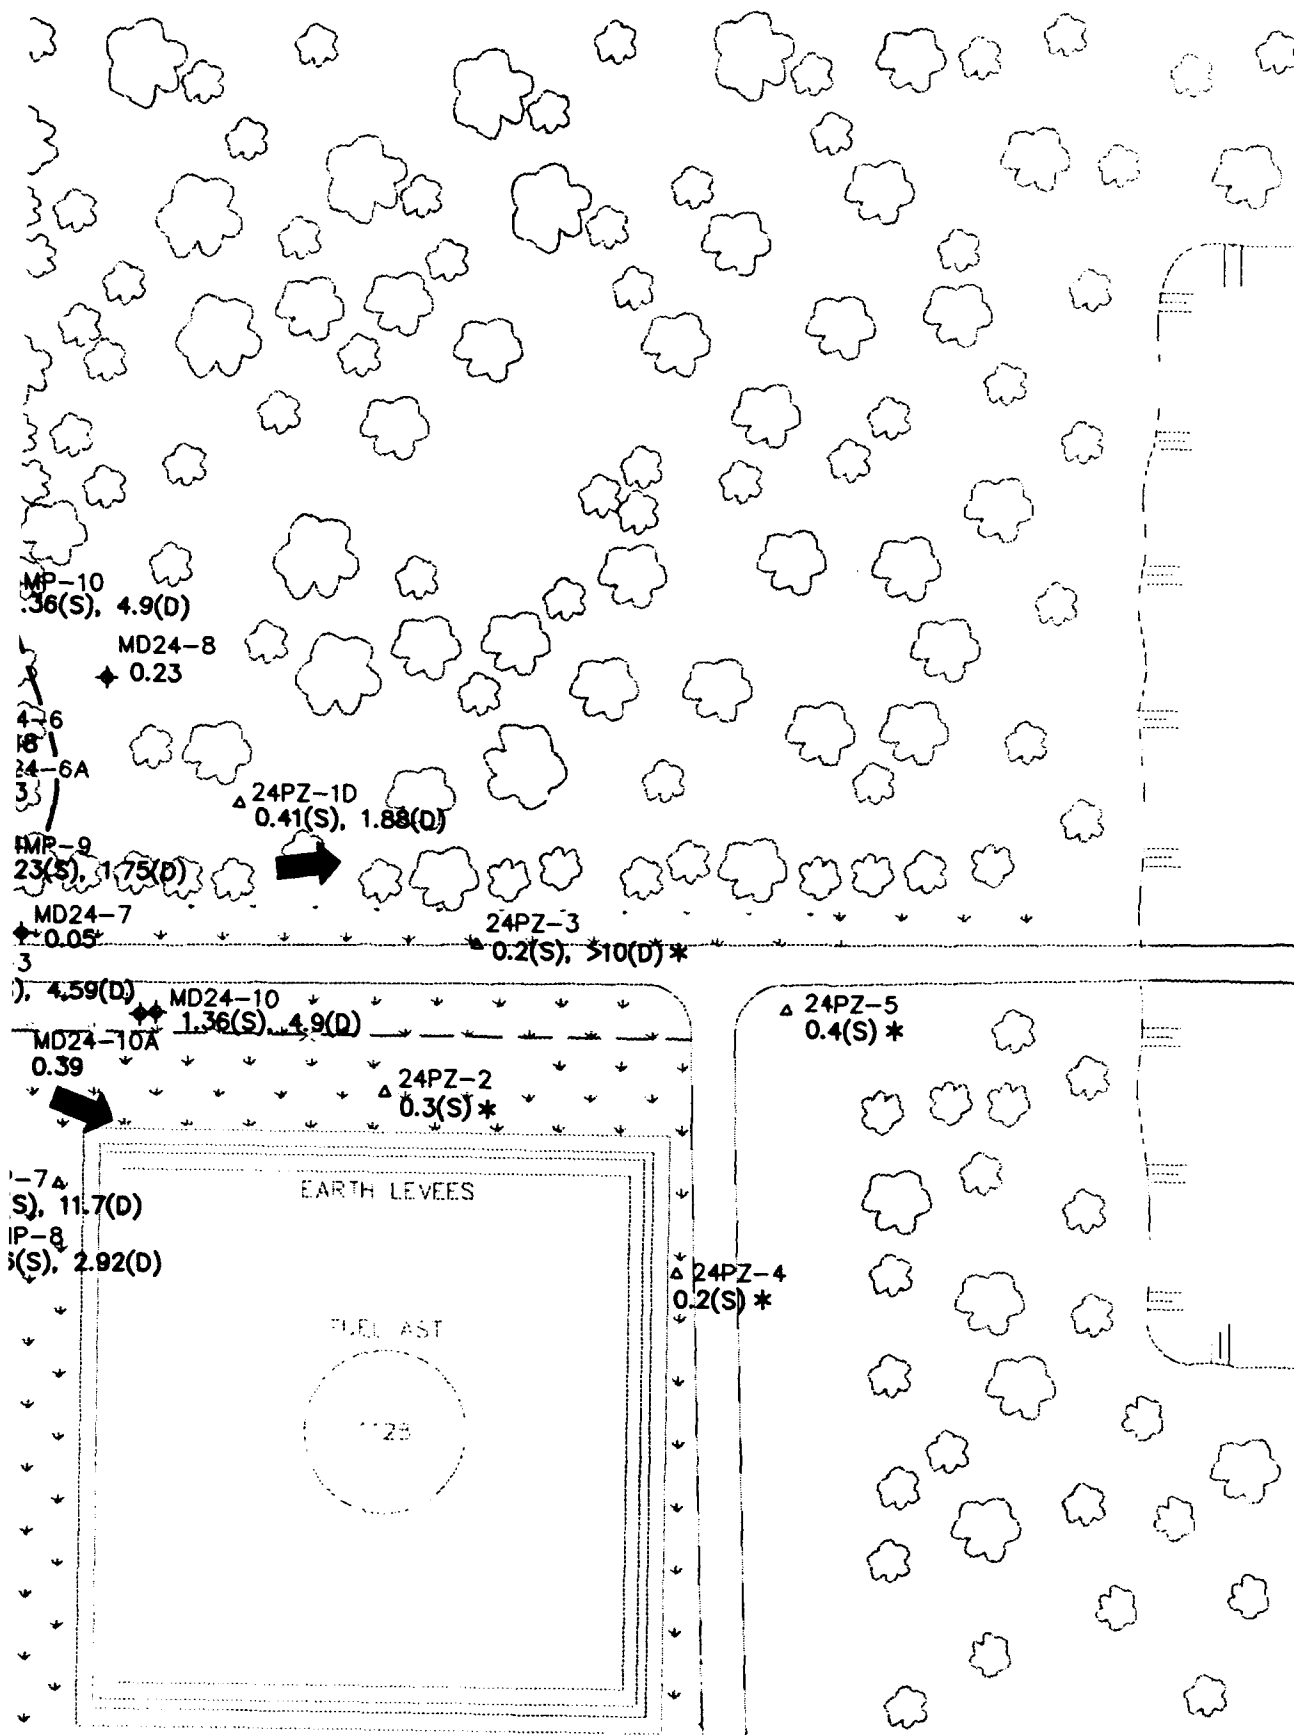 MP-10
.36(S), 4.9(D)
MD24-8
0.23
4-6
24-6A
3
24PZ-1D
0.41(S), 1.88(D)
MP-9
23(S), 1.75(D)
MD24-7
0.05
24PZ-3
0.2(S), >10(D) *
3
), 4.59(D)
MD24-10
1.36(S), 4.9(D)
24PZ-5
0.4(S) *
MD24-10A
0.39
24PZ-2
0.3(S) *
-7
S), 11.7(D)
EARTH LEVEES
P-8
(S), 2.92(D)
24PZ-4
0.2(S) *
FUEL AST